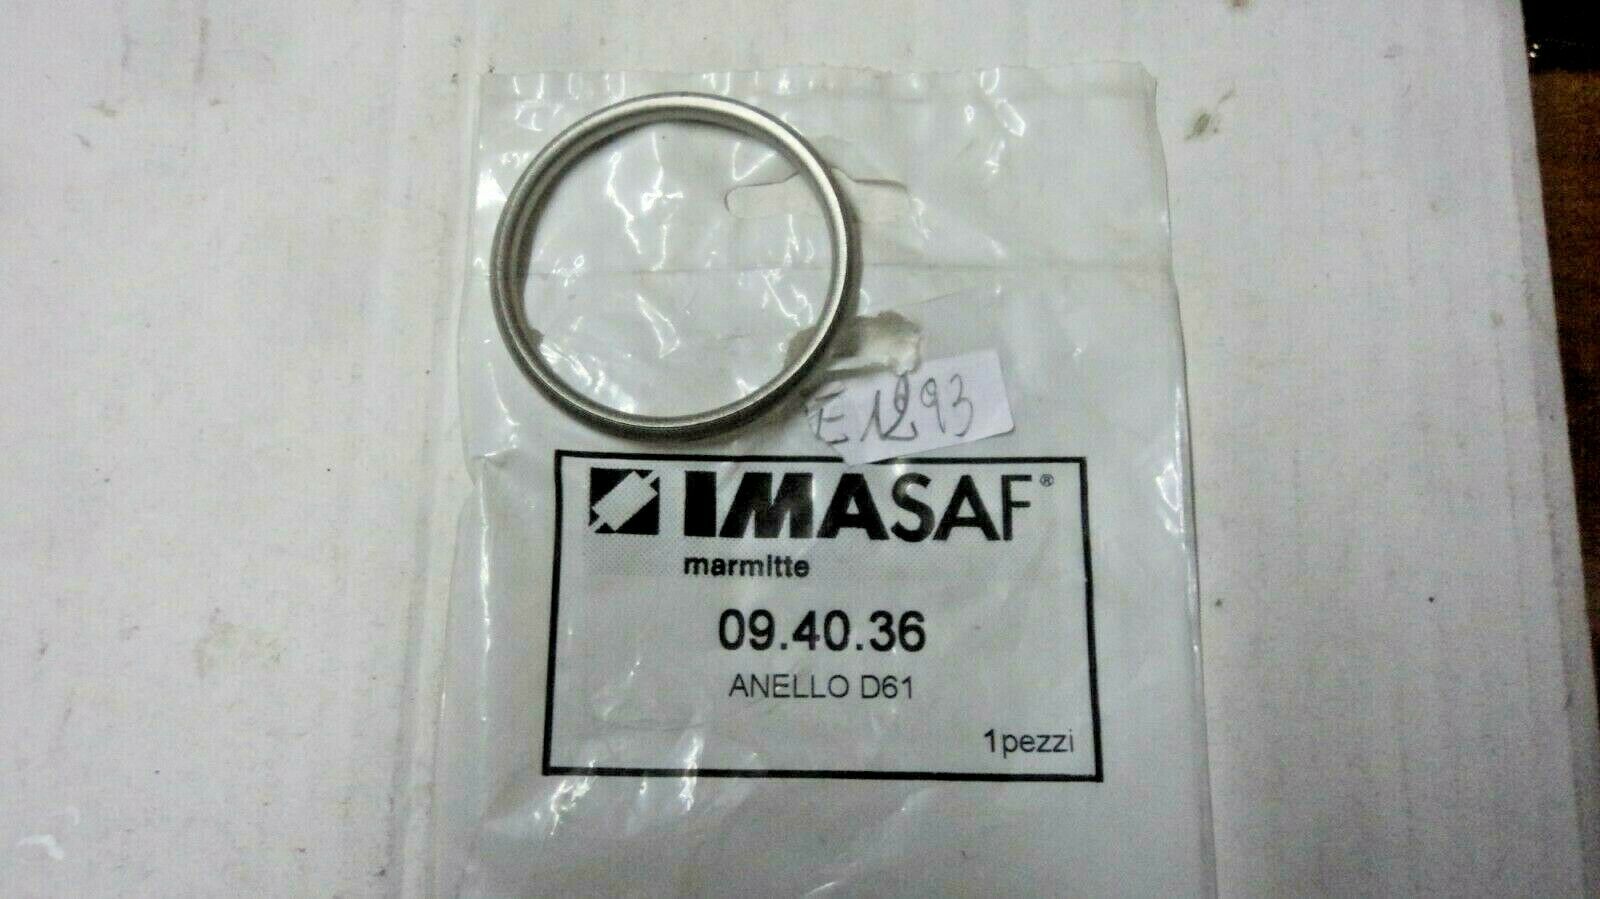 E1293
IMASAF®
marmitte
09.40.36
ANELLO D61
1pezzi